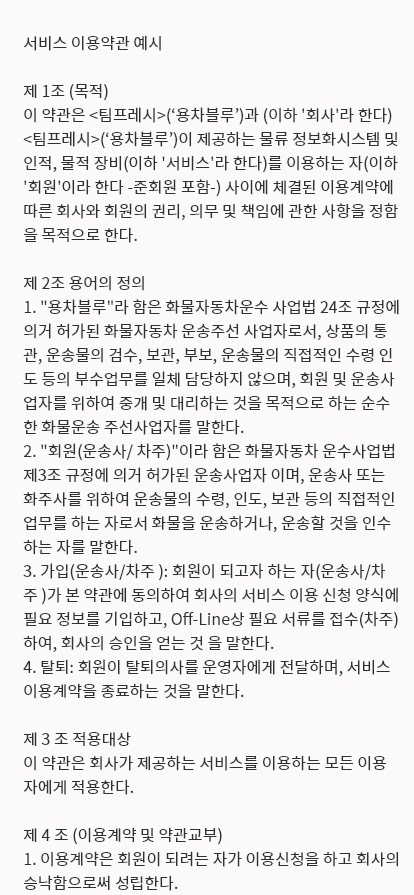 서비스 이용약관 예시
제 1조 (목적)
이 약관은 <팀프레시>(‘용차블루’)과 (이하 '회사'라 한다)
<팀프레시>(‘용차블루’)이 제공하는 물류 정보화시스템 및
인적, 물적 장비(이하 '서비스'라 한다)를 이용하는 자(이하
'회원'이라 한다 -준회원 포함-) 사이에 체결된 이용계약에
따른 회사와 회원의 권리, 의무 및 책임에 관한 사항을 정함
을 목적으로 한다.
제 2조 용어의 정의
1. "용차블루"라 함은 화물자동차운수 사업법 24조 규정에
의거 허가된 화물자동차 운송주선 사업자로서, 상품의 통
관, 운송물의 검수, 보관, 부보, 운송물의 직접적인 수령 인
도 등의 부수업무를 일체 담당하지 않으며, 회원 및 운송사
업자를 위하여 중개 및 대리하는 것을 목적으로 하는 순수
한 화물운송 주선사업자를 말한다.
2. "회원(운송사/ 차주)"이라 함은 화물자동차 운수사업법
제3조 규정에 의거 허가된 운송사업자 이며, 운송사 또는
화주사를 위하여 운송물의 수령, 인도, 보관 등의 직접적인
업무를 하는 자로서 화물을 운송하거나, 운송할 것을 인수
하는 자를 말한다.
3. 가입(운송사/차주 ): 회원이 되고자 하는 자(운송사/차
주 )가 본 약관에 동의하여 회사의 서비스 이용 신청 양식에
필요 정보를 기입하고, Off-Line상 필요 서류를 접수(차주)
하여, 회사의 승인을 얻는 것 을 말한다.
4. 탈퇴: 회원이 탈퇴의사를 운영자에게 전달하며, 서비스
이용계약을 종료하는 것을 말한다.
제 3 조 적용대상
이 약관은 회사가 제공하는 서비스를 이용하는 모든 이용
자에게 적용한다.
제 4 조 (이용계약 및 약관교부)
1. 이용계약은 회원이 되려는 자가 이용신청을 하고 회사의
승낙함으로써 성립한다.